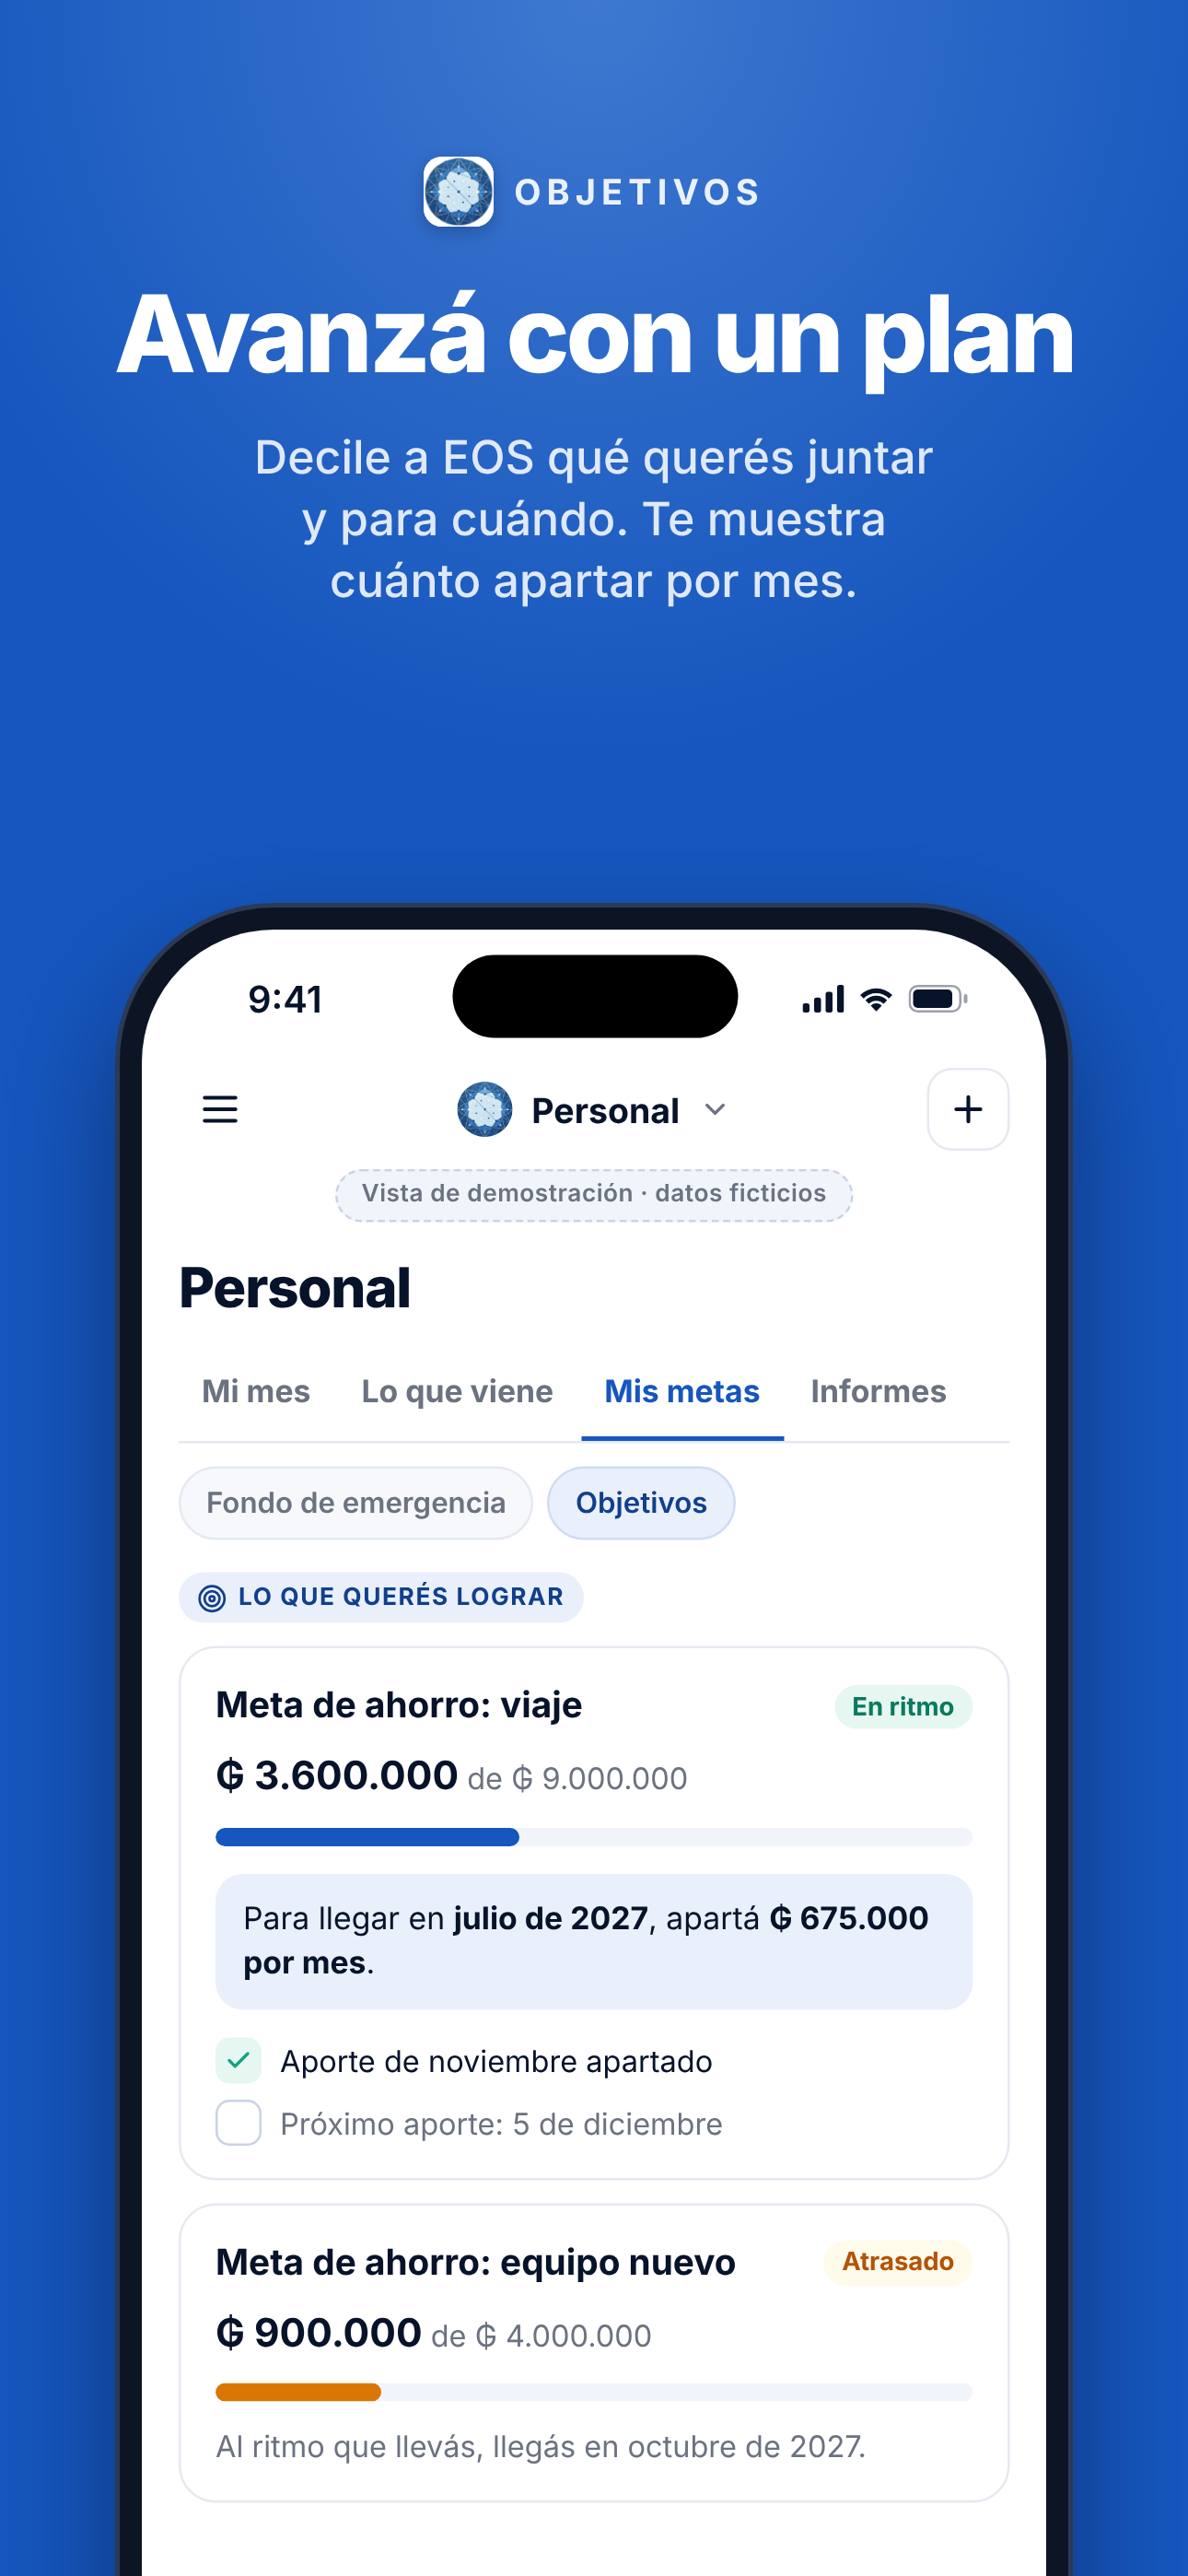 OBJETIVOS
Avanzá con un plan
Decile a EOS qué querés juntar
y para cuándo. Te muestra
cuánto apartar por mes.
9:41
Personal
Vista de demostración · datos ficticios
Personal
Mi mes Lo que viene Mis metas Informes
Fondo de emergencia Objetivos
LO QUE QUERÉS LOGRAR
Meta de ahorro: viaje En ritmo
₲ 3.600.000 de ₲ 9.000.000
Para llegar en julio de 2027, apartá ₲ 675.000
por mes.
Aporte de noviembre apartado
Próximo aporte: 5 de diciembre
Meta de ahorro: equipo nuevo Atrasado
₲ 900.000 de ₲ 4.000.000
Al ritmo que llevás, llegás en octubre de 2027.